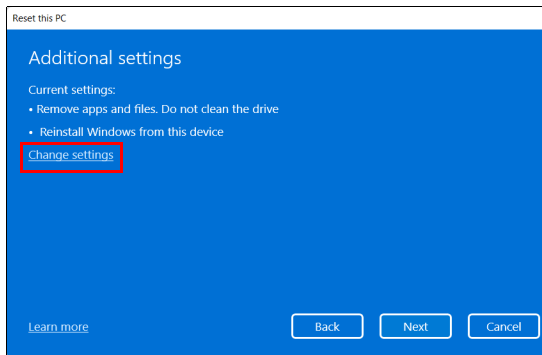 Reset this PC
Additional settings
Current settings:
• Remove apps and files. Do not clean the drive
• Reinstall Windows from this device
Change settings
Learn more
Back Next Cancel